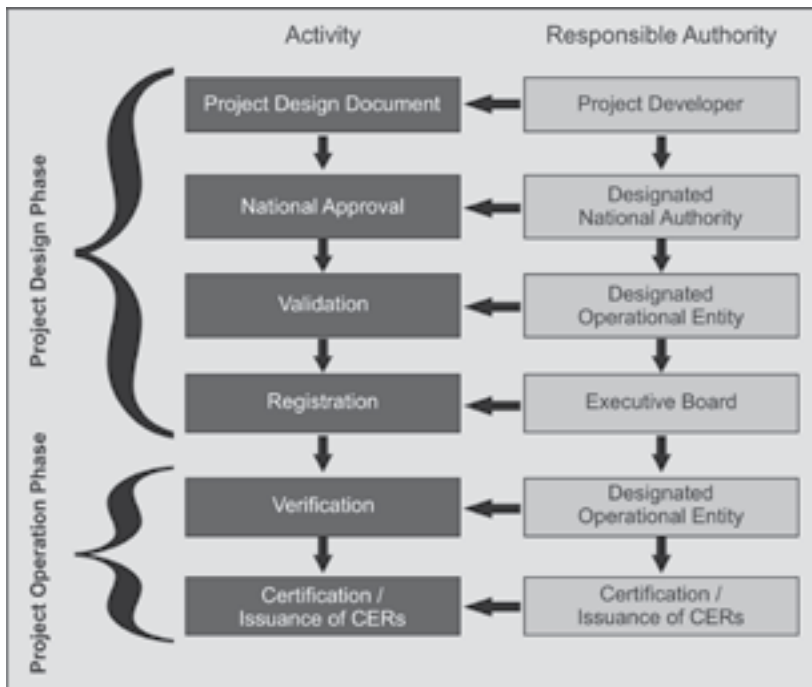 Activity
Responsible Authority
Project Design Phase
Project Design Document
Project Developer
National Approval
Designated
National Authority
Validation
Designated
Operational Entity
Registration
Executive Board
Project Operation Phase
Verification
Designated
Operational Entity
Certification /
Issuance of CERs
Certification /
Issuance of CERs